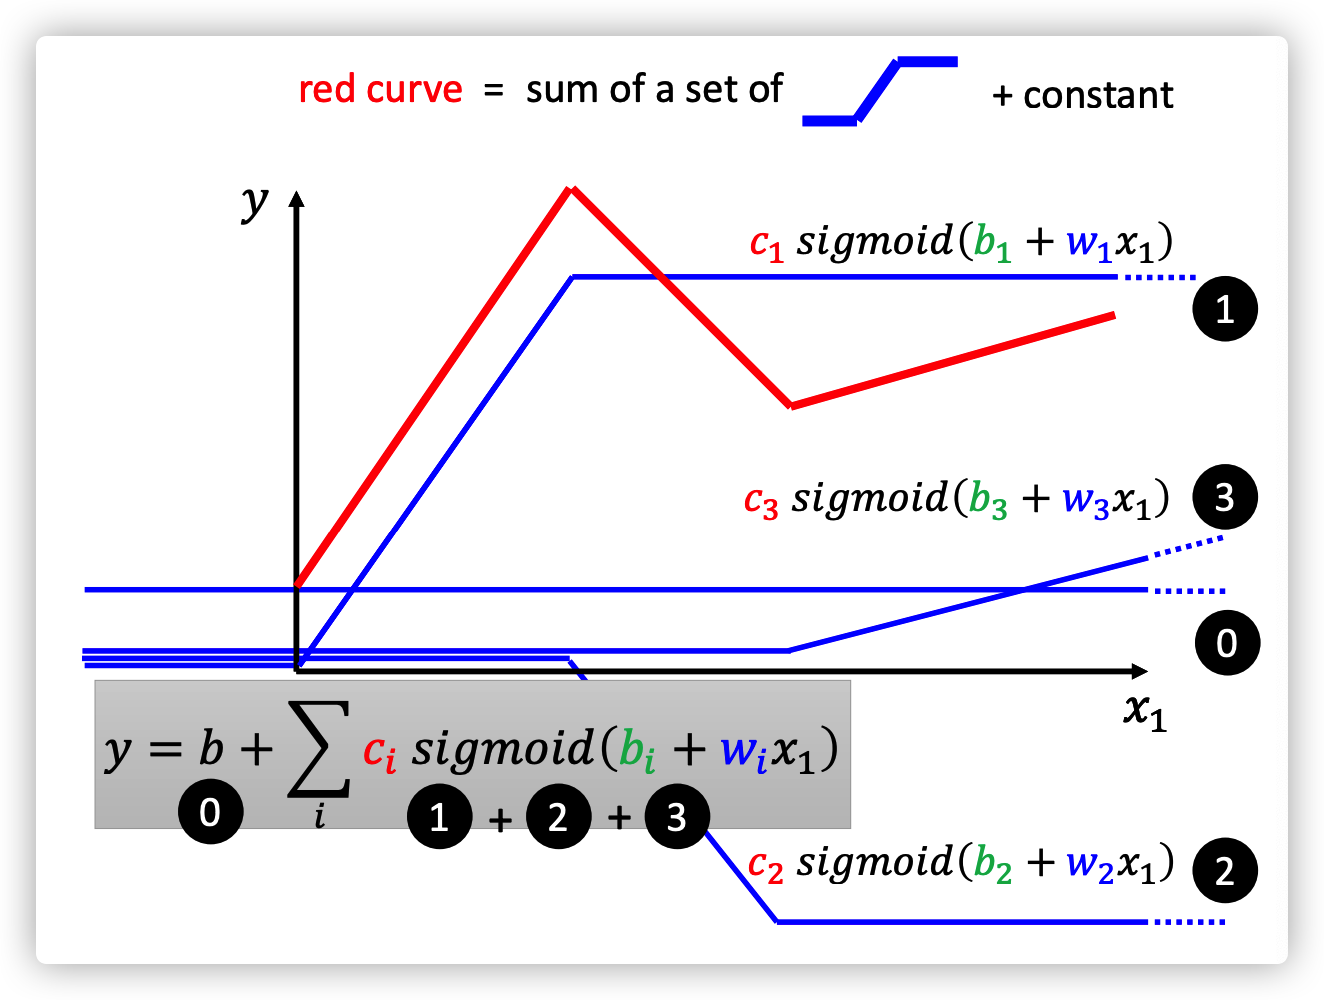 red curve = sum of a set of + constant
y
c₁ sigmoid(b₁ + w₁x₁)
1
c₃ sigmoid(b₃ + w₃x₁)
3
0
x₁
y = b + ∑ᵢ cᵢ sigmoid(bᵢ + wᵢx₁)
0 1 + 2 + 3
c₂ sigmoid(b₂ + w₂x₁)
2